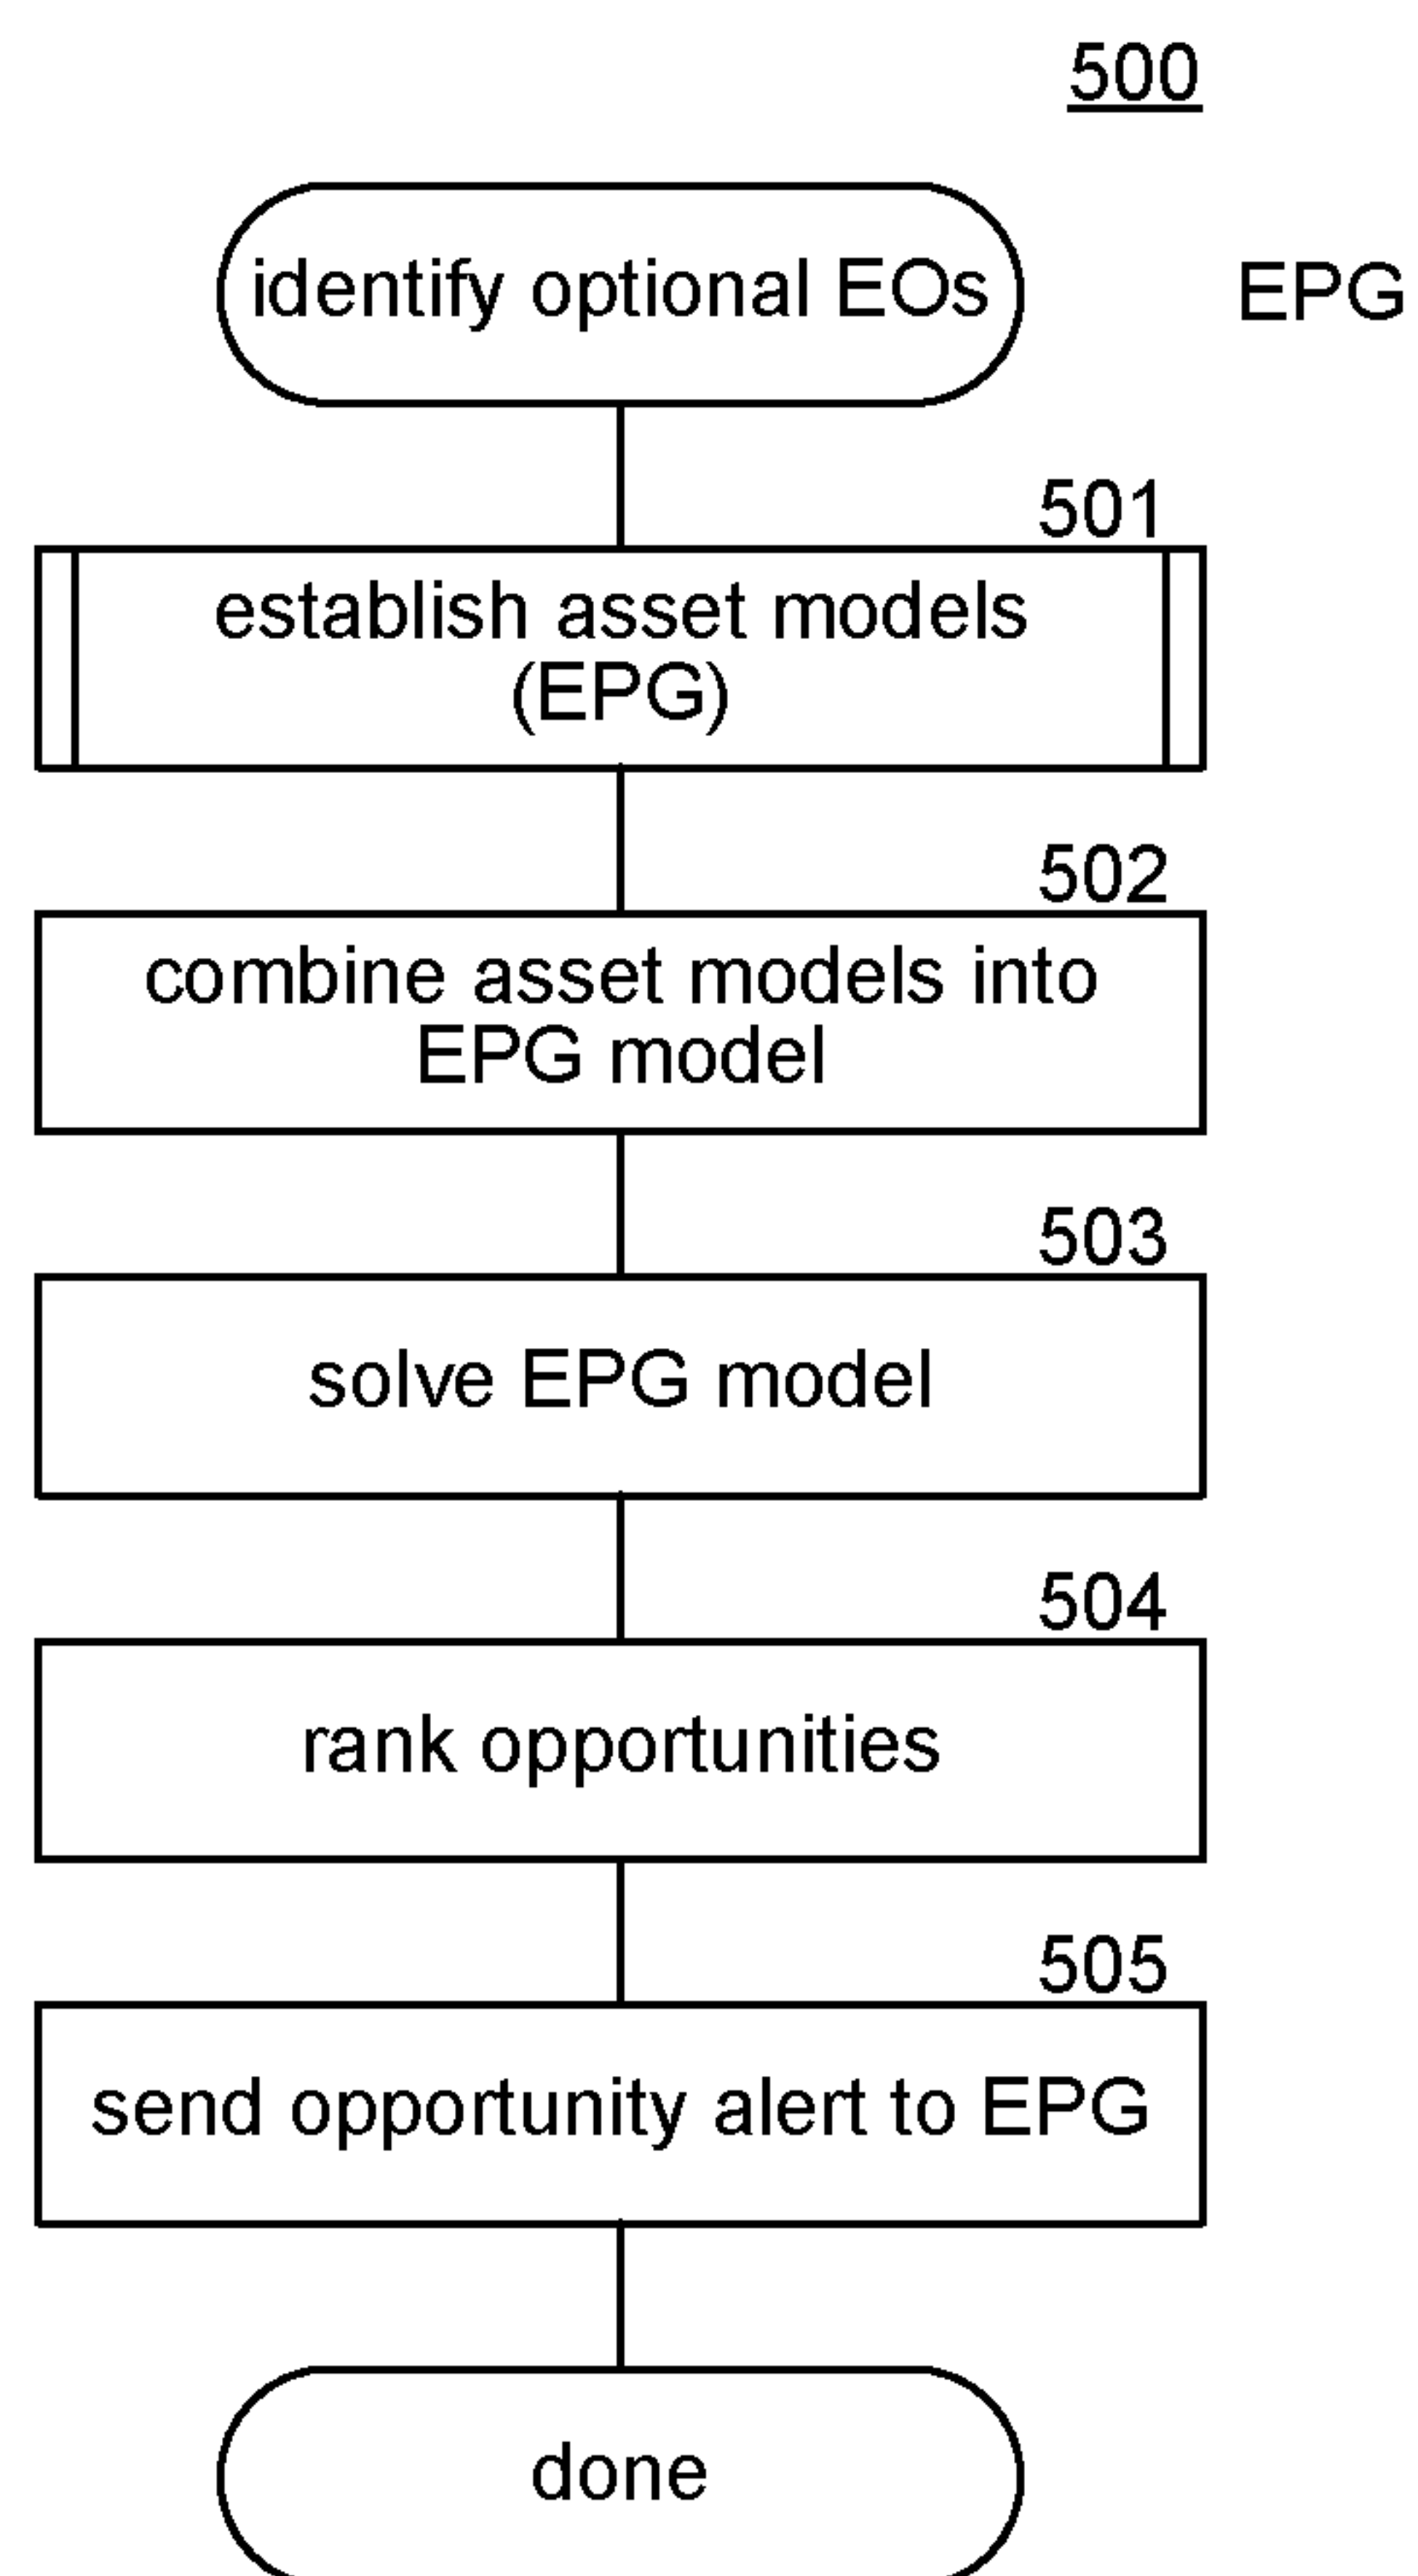 500
identify optional EOs
EPG
501
establish asset models
(EPG)
502
combine asset models into
EPG model
503
solve EPG model
504
rank opportunities
505
send opportunity alert to EPG
done